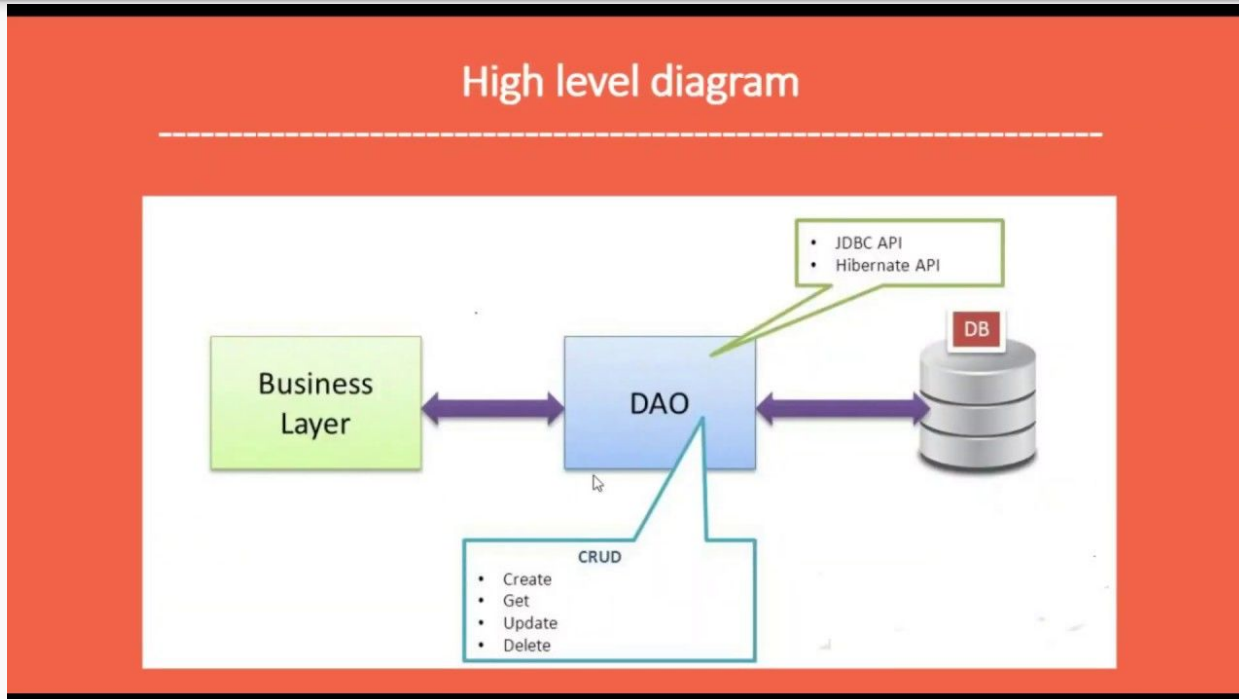 High level diagram
• JDBC API
• Hibernate API
DB
Business
Layer
DAO
CRUD
• Create
• Get
• Update
• Delete